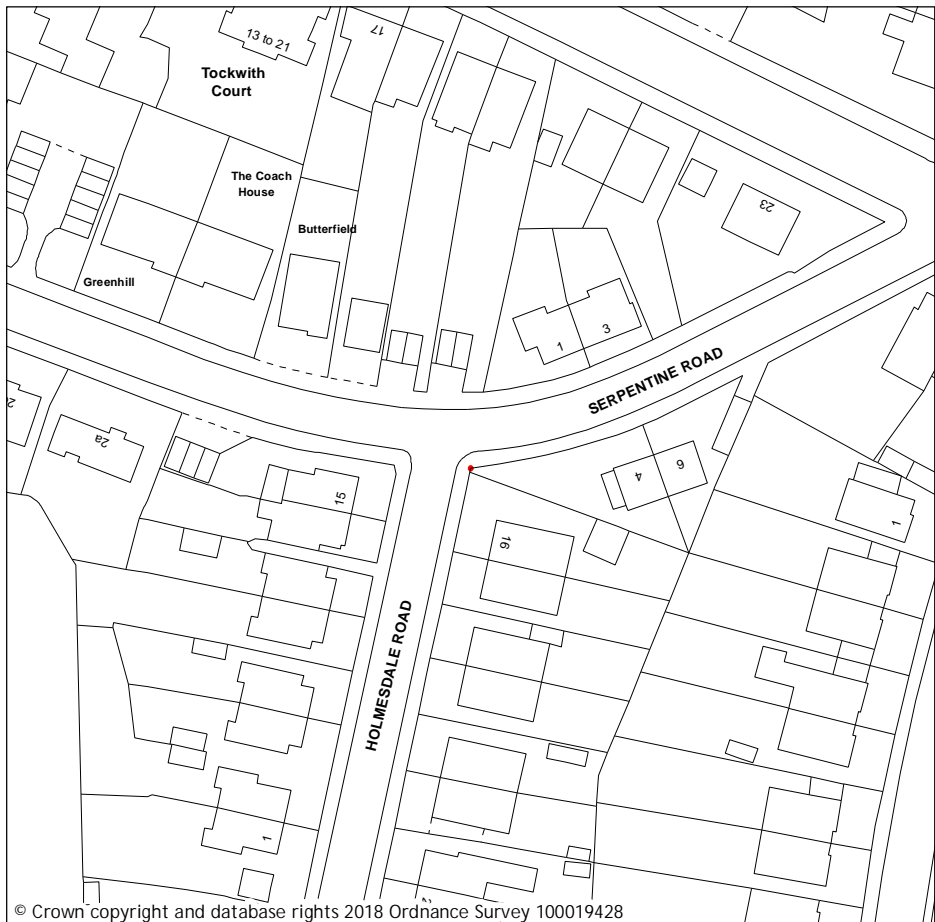 13 to 21
17
Tockwith
Court
The Coach
House
Butterfield
Greenhill
23
1
3
SERPENTINE ROAD
2a
15
4
6
16
1
HOLMESDALE ROAD
1
2
© Crown copyright and database rights 2018 Ordnance Survey 100019428